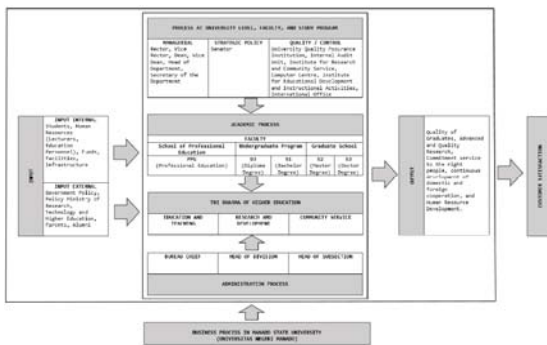 PROCESS AT UNIVERSITY LEVEL, FACULTY, AND STUDY PROGRAM
MANAGERIAL
Rector, Vice
Rector, Dean, Vice
Dean, Head of
Department,
Secretary of the
Department
STRATEGIC POLICY
Senator
QUALITY / CONTROL
University Quality Assurance
Institution, Internal Audit
Unit, Institute for Research
and Community Service,
Computer Centre, Institute
for Educational Development
and Instructional Activities,
International Office
INPUT
INPUT INTERNAL
Students, Human
Resources
(Lecturers,
Education
Personnel), Funds,
Facilities,
Infrastructure
INPUT EXTERNAL
Government Policy,
Policy Ministry of
Research,
Technology and
Higher Education,
Parents, Alumni
ACADEMIC PROCESS
FACULTY
School of Professional
Education
Undergraduate Program
Graduate School
PPG
(Professional Education)
D3
(Diploma
Degree)
S1
(Bachelor
Degree)
S2
(Master
Degree)
S3
(Doctor
Degree)
TRI DHARMA OF HIGHER EDUCATION
EDUCATION AND
TEACHING
RESEARCH AND
DEVELOPMENT
COMMUNITY SERVICE
BUREAU CHIEF
HEAD OF DIVISION
HEAD OF SUBSECTION
ADMINISTRATION PROCESS
OUTPUT
Quality of
Graduates, Advanced and
Quality
Research,
Commitment service
to the right
people, continuous
development of
domestic and
foreign
cooperation, and
Human Resource
Development.
CUSTOMER SATISFACTION
BUSINESS PROCESS IN MANADO STATE UNIVERSITY
(UNIVERSITAS NEGERI MANADO)